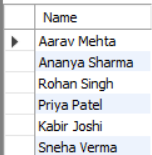 Name
Aarav Mehta
Ananya Sharma
Rohan Singh
Priya Patel
Kabir Joshi
Sneha Verma